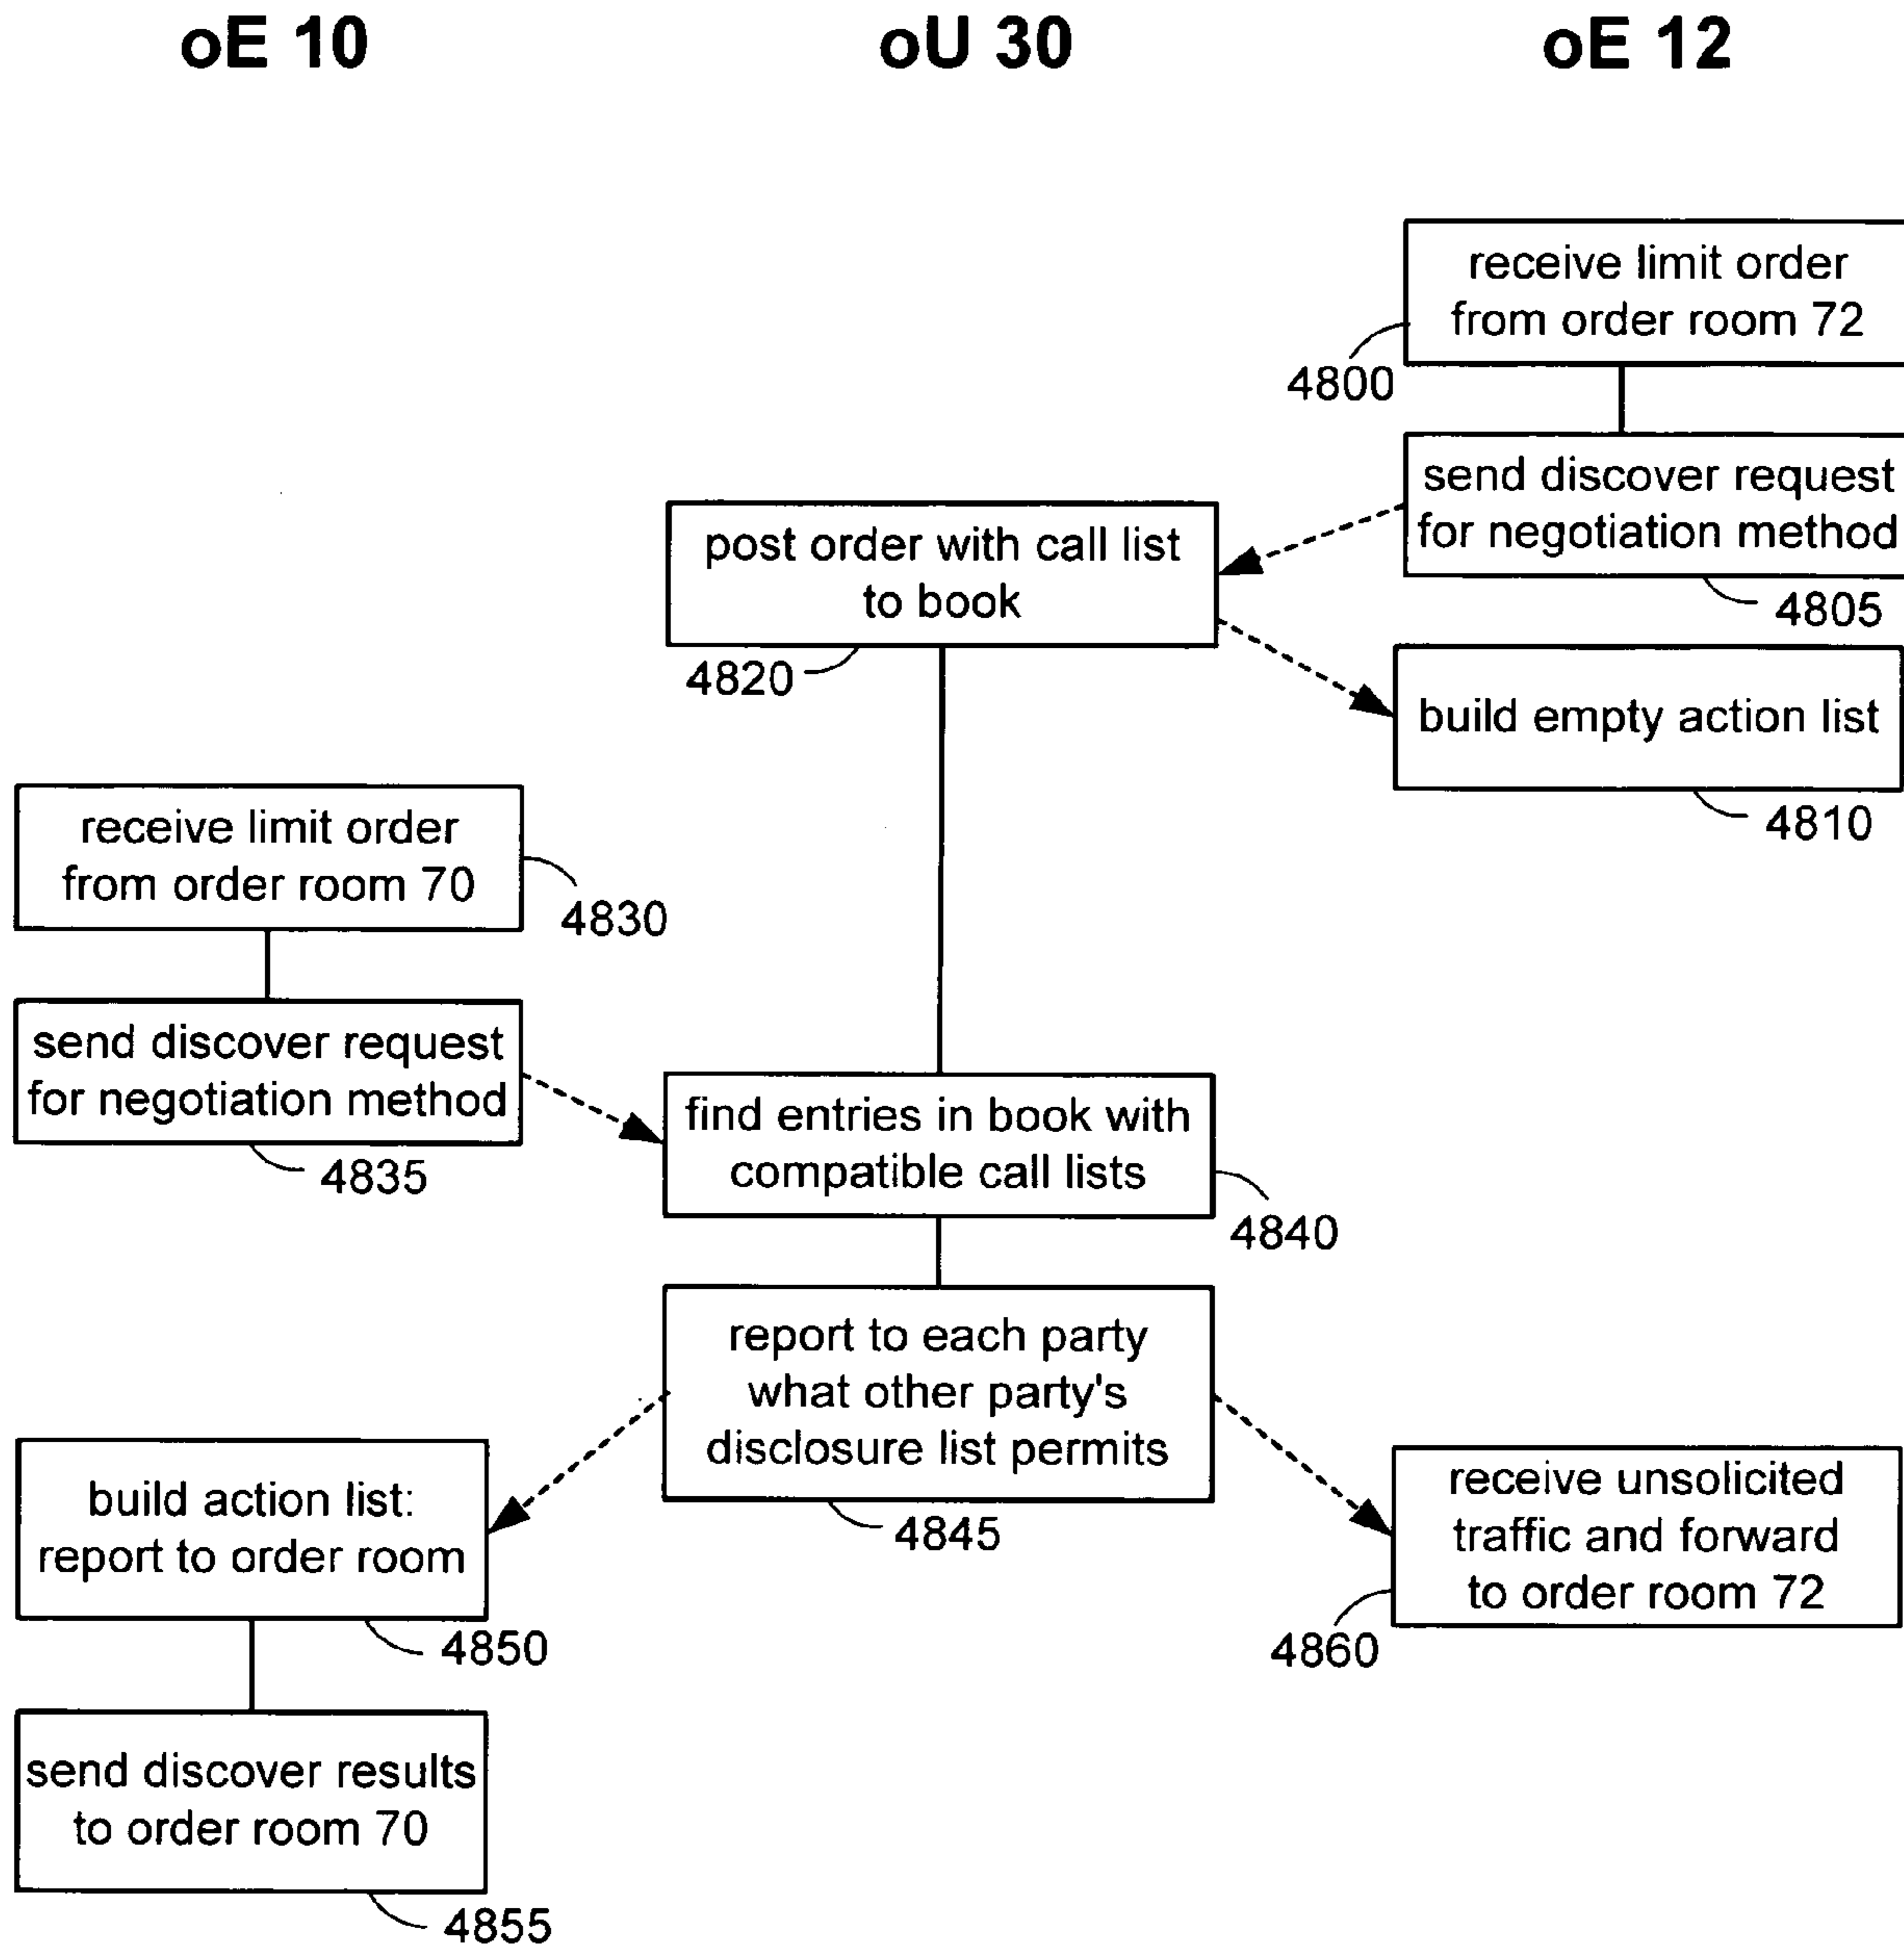 oE 10
oU 30
oE 12
receive limit order
from order room 72
4800
send discover request
for negotiation method
4805
post order with call list
to book
4820
build empty action list
4810
receive limit order
from order room 70
4830
send discover request
for negotiation method
4835
find entries in book with
compatible call lists
4840
report to each party
what other party's
disclosure list permits
4845
build action list:
report to order room
4850
receive unsolicited
traffic and forward
to order room 72
4860
send discover results
to order room 70
4855